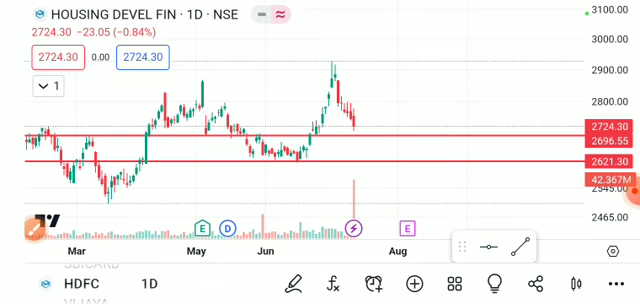 HOUSING DEVEL FIN · 1D · NSE
2724.30 −23.05 (−0.84%)
2724.30 0.00 2724.30
1
3100.00
3000.00
2900.00
2800.00
2724.30
2696.55
2621.30
42.367M
2545.00
2465.00
E D E
Mar May Jun Aug
SBICARD
HDFC 1D
VIJAYA